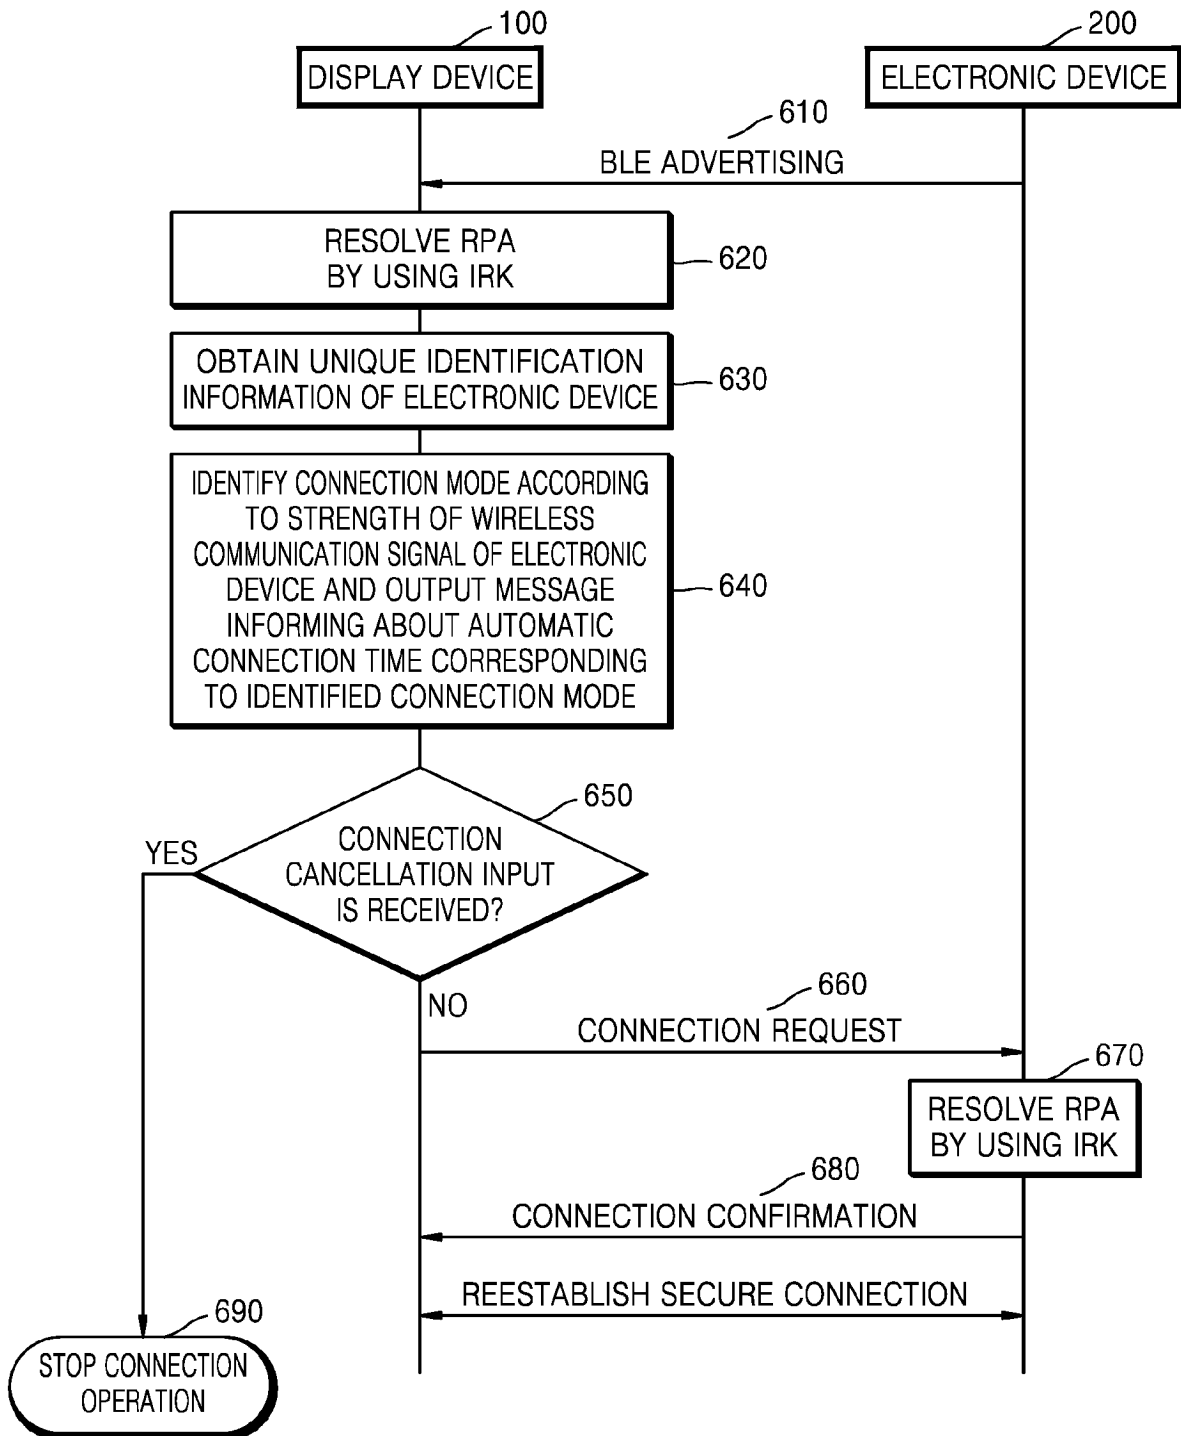 100
200
DISPLAY DEVICE
ELECTRONIC DEVICE
610
BLE ADVERTISING
RESOLVE RPA
BY USING IRK
620
OBTAIN UNIQUE IDENTIFICATION
INFORMATION OF ELECTRONIC DEVICE
630
IDENTIFY CONNECTION MODE ACCORDING
TO STRENGTH OF WIRELESS
COMMUNICATION SIGNAL OF ELECTRONIC
DEVICE AND OUTPUT MESSAGE
INFORMING ABOUT AUTOMATIC
CONNECTION TIME CORRESPONDING
TO IDENTIFIED CONNECTION MODE
640
650
CONNECTION
CANCELLATION INPUT
IS RECEIVED?
YES
NO
660
CONNECTION REQUEST
670
RESOLVE RPA
BY USING IRK
680
CONNECTION CONFIRMATION
REESTABLISH SECURE CONNECTION
690
STOP CONNECTION
OPERATION